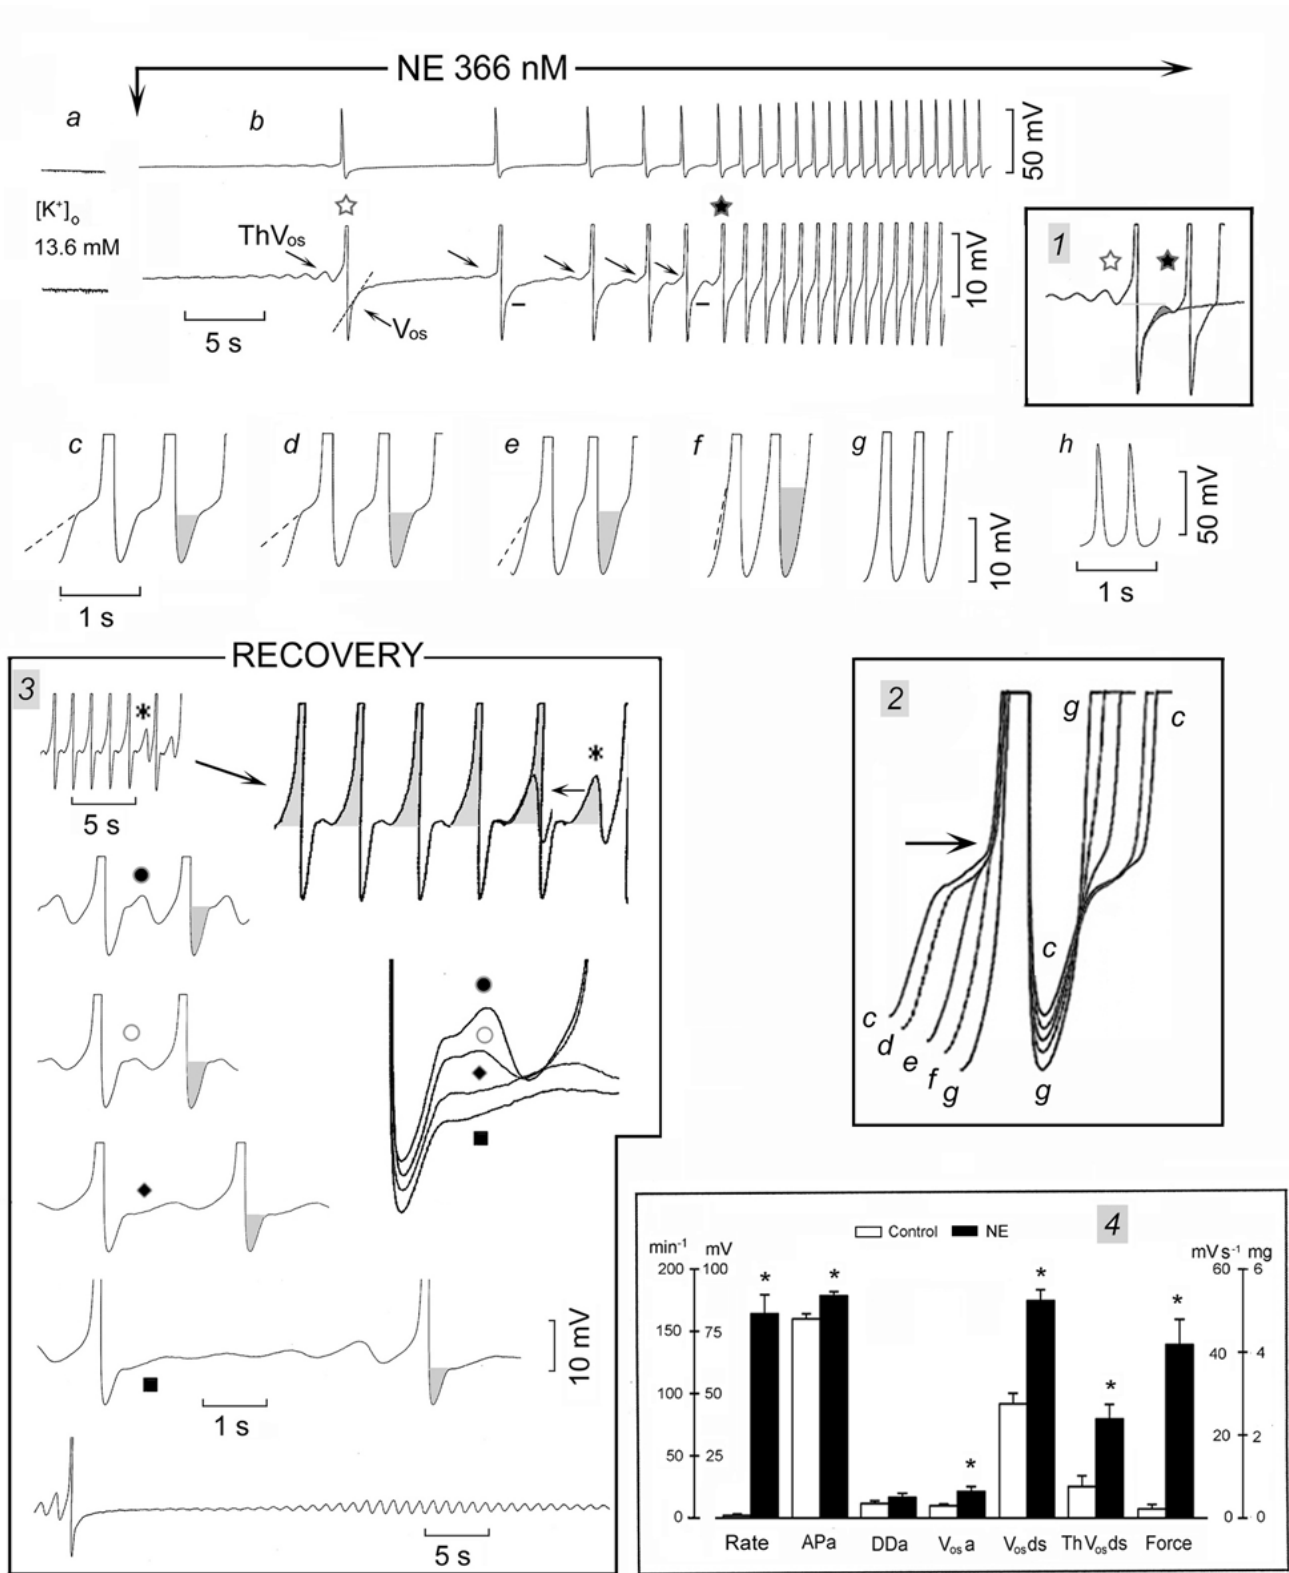 NE 366 nM
a
b
50 mV
[K⁺]ₒ
13.6 mM
ThVos
Vos
10 mV
5 s
1
c
d
e
f
g
h
10 mV
50 mV
1 s
1 s
RECOVERY
3
*
*
5 s
10 mV
1 s
5 s
2
g
c
c
c
d
e
f
g
g
4
Control
NE
min⁻¹ mV
mV s⁻¹ mg
200 100
60 6
150 75
40 4
100 50
50 25
20 2
0 0
0 0
* * * * * *
Rate APa DDa Vos a Vos ds Th Vos ds Force